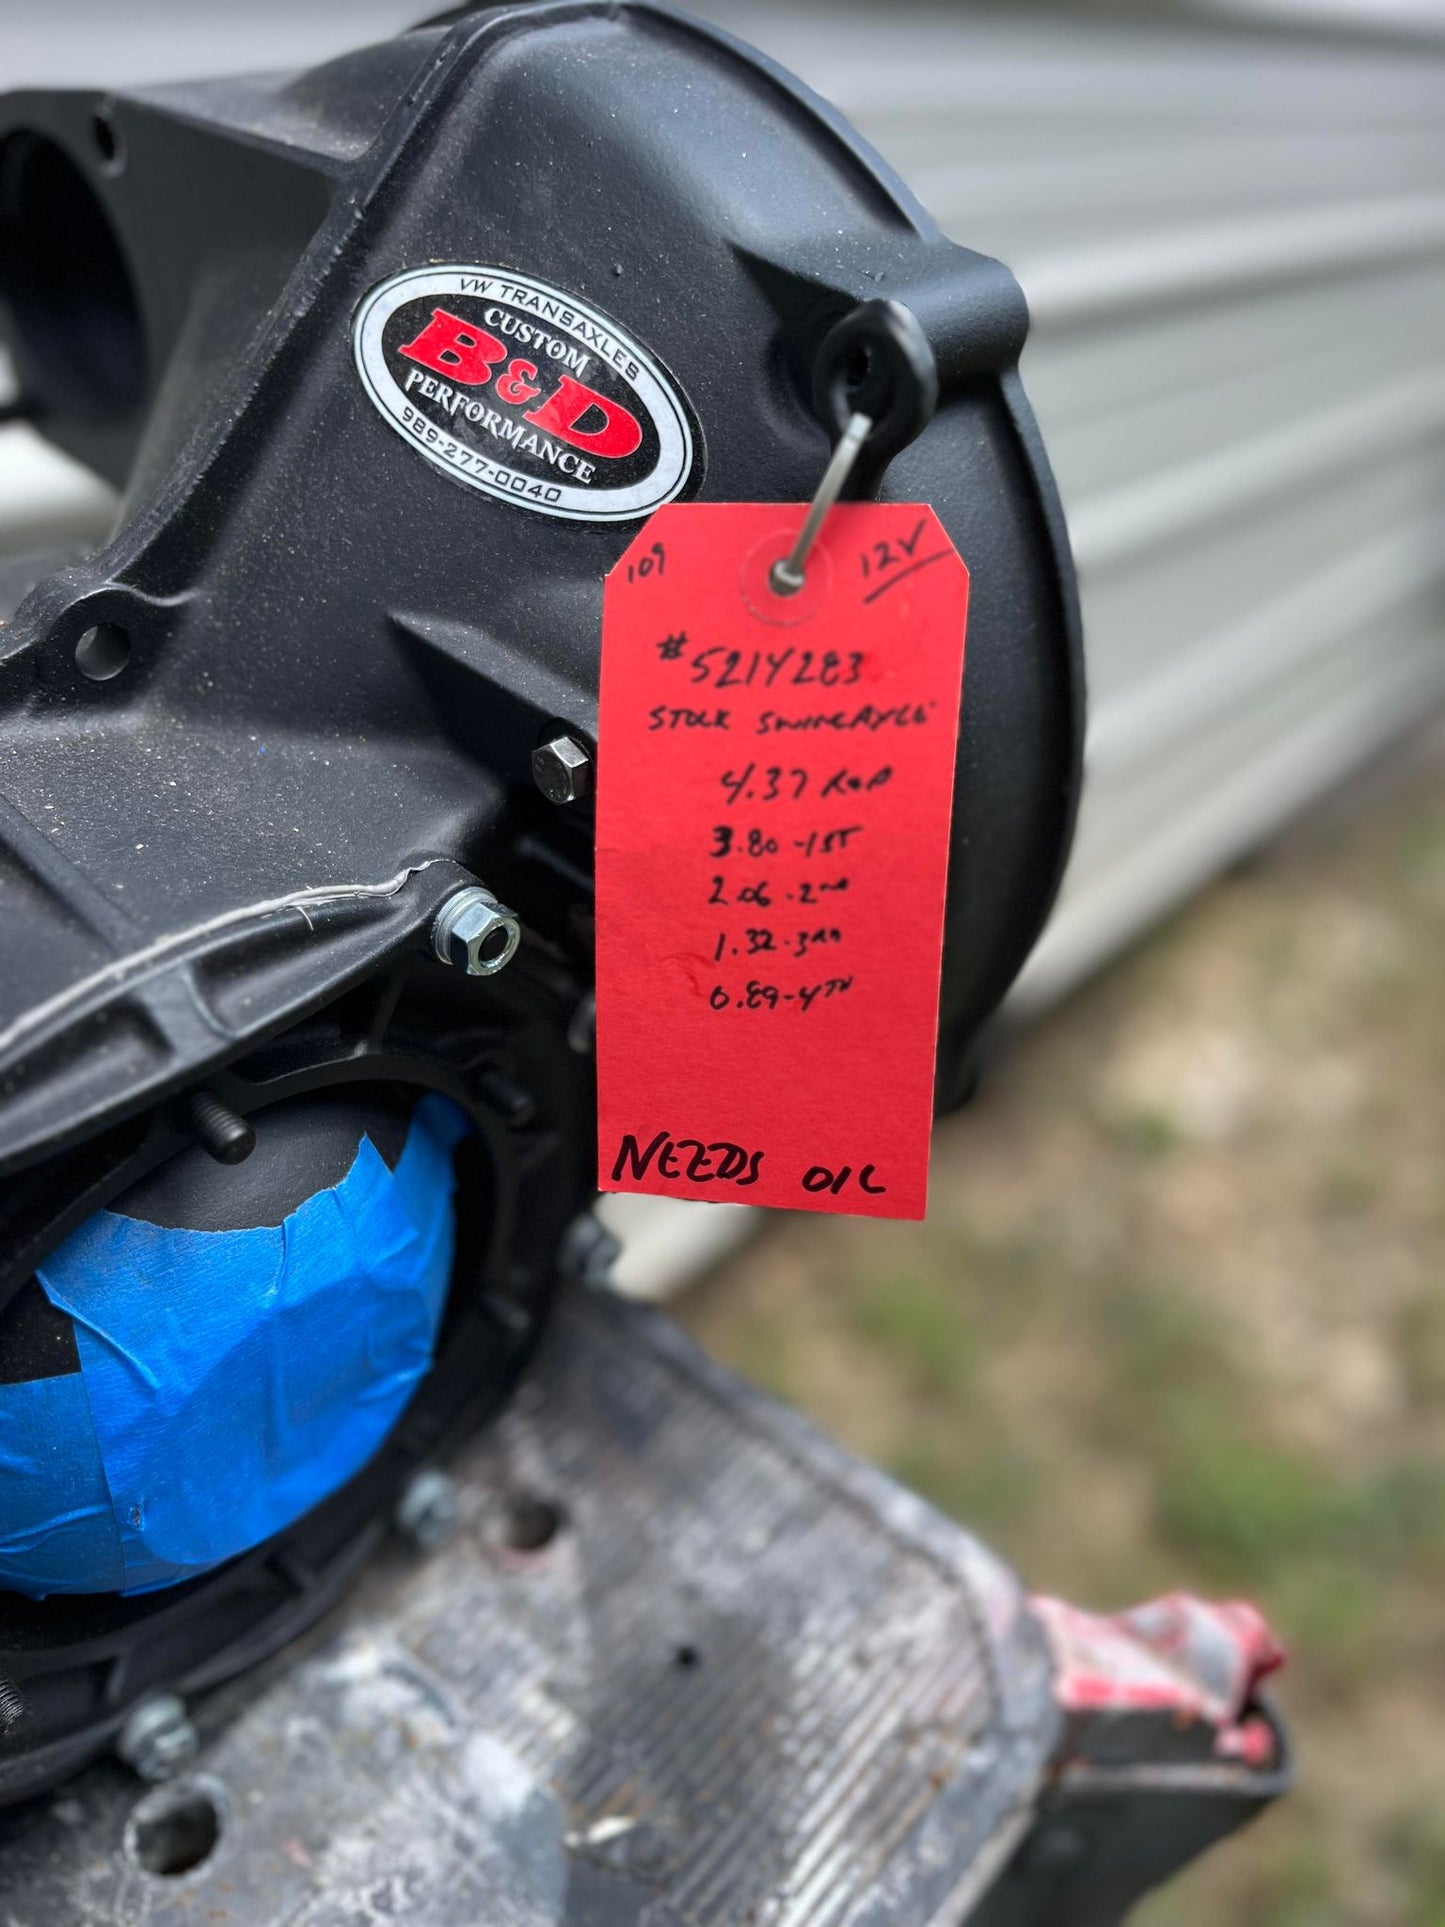 VW TRANSAXLES
CUSTOM
B&D
PERFORMANCE
989-277-0040
109
12V
#5214283
STOCK SWINGAXLE
4.37 R&P
3.80-1ST
2.06-2ND
1.32-3RD
0.89-4TH
NEEDS OIL